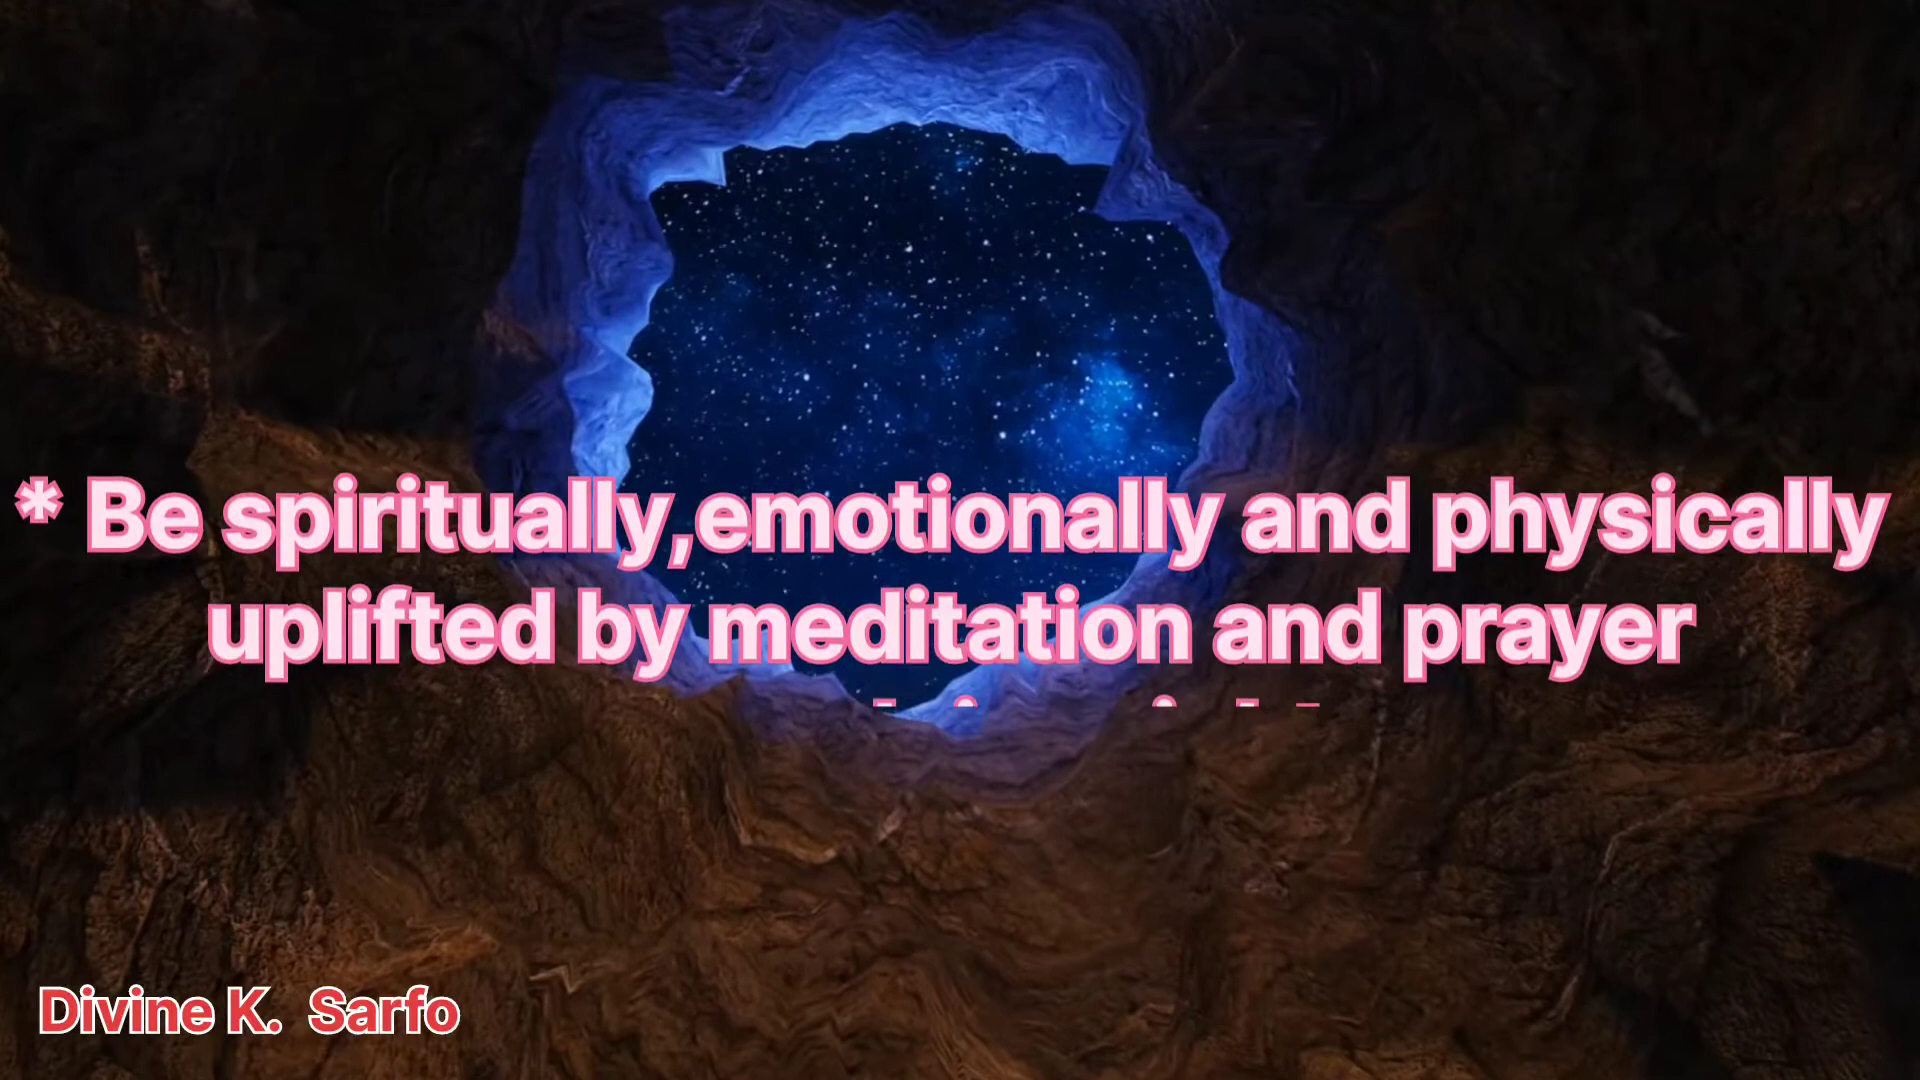 * Be spiritually,emotionally and physically
uplifted by meditation and prayer
Divine K. Sarfo